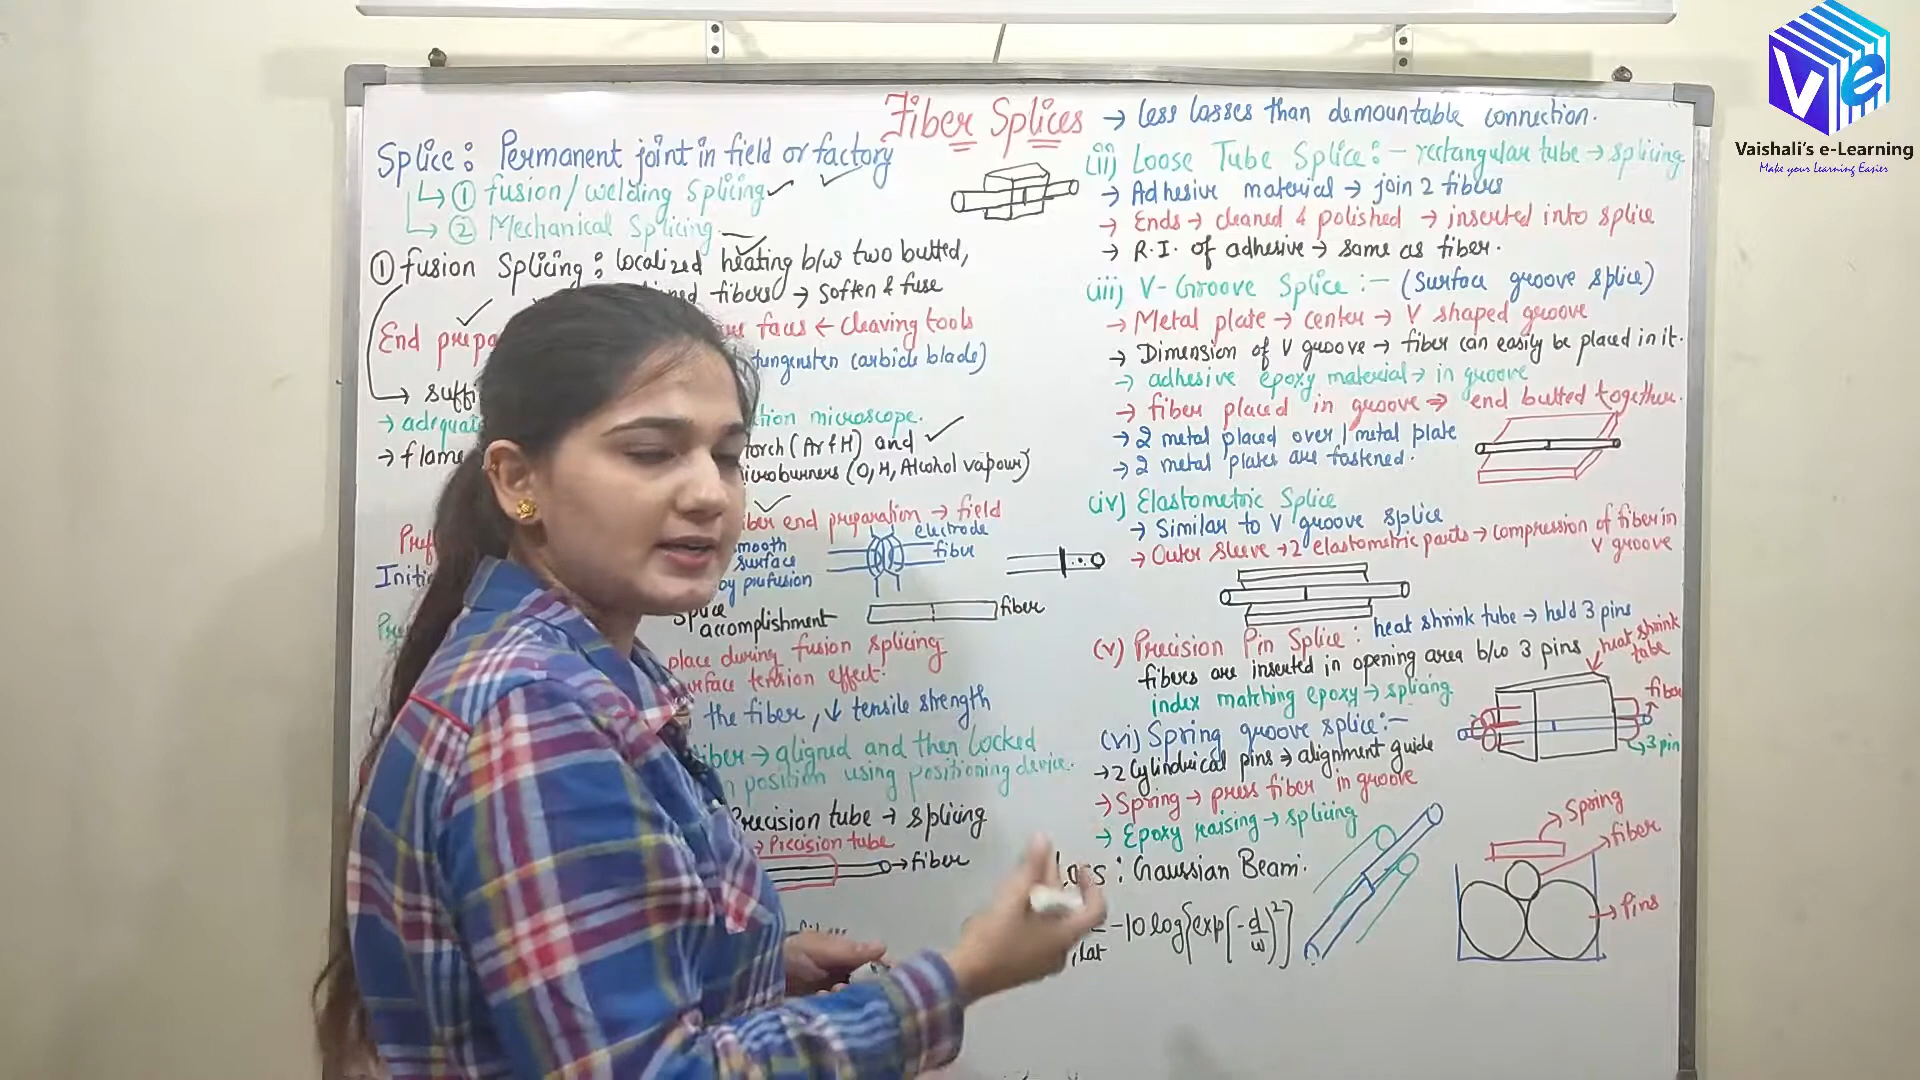 Fiber Splices → Less losses than demountable connection.
Splice: Permanent joint in field or factory
↳ ① fusion/welding splicing ✓
↳ ② Mechanical Splicing
① fusion Splicing: localized heating b/w two butted,
fibers → soften & fuse
End
faces ← cleaving tools
tungensten carbide blade)
→
→
microscope.
→ flame
torch (Ar & H) and ✓
microburners (O, H, Alcohol vapour)
end preparation → field
electrode
fibre
smooth
surface
by prefusion
Splice
accomplishment
fiber
place during fusion splicing
surface tension effect.
the fiber, ↓ tensile strength
fiber → aligned and then locked
position using positioning device.
Precision tube → splicing
→ Precision tube
→ fiber
(ii) Loose Tube Splice:- rectangular tube → splicing
→ Adhesive material → join 2 fibers
→ Ends → cleaned & polished → inserted into splice
→ R.I. of adhesive → same as fiber.
(iii) V-Groove Splice:- (Surface groove splice)
→ Metal plate → center → V shaped groove
→ Dimension of V groove → fiber can easily be placed in it.
→ adhesive epoxy material → in groove
→ fiber placed in groove ⇒ end butted together.
→ 2 metal placed over 1 metal plate
→ 2 metal plates are fastened.
(iv) Elastometric Splice
→ Similar to V groove splice
→ Outer sleeve → 2 elastometric parts → compression of fiber in
V groove
(v) Precision Pin Splice: heat shrink tube → held 3 pins
fibers are inserted in opening area b/w 3 pins
index matching epoxy → splicing
heat shrink
tube
fiber
3 pin
(vi) Spring groove splice:-
→ 2 Cylindrical pins ⇒ alignment guide
→ Spring → press fiber in groove
→ Epoxy raising → splicing
Spring
fiber
Pins
Loss: Gaussian Beam.
lat
-10 log{exp(-d/w)²}
Ve
Vaishali's e-Learning
Make your Learning Easier